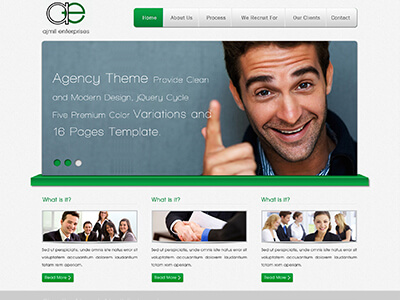 ae
ajmil enterprises
Home About Us Process We Recruit For Our Clients Contact
Agency Theme Provide Clean
and Modern Design, jQuery Cycle
Five Premium Color Variations and
16 Pages Template.
What is it? What is it? What is it?
Sed ut perspiciatis, unde omnis iste natus error sit
voluptatem accusantium dolorem laudantium
totam rem aperiam.
Sed ut perspiciatis, unde omnis iste natus error sit
voluptatem accusantium dolorem laudantium
totam rem aperiam.
Sed ut perspiciatis, unde omnis iste natus error sit
voluptatem accusantium dolorem laudantium
totam rem aperiam.
Read More Read More Read More